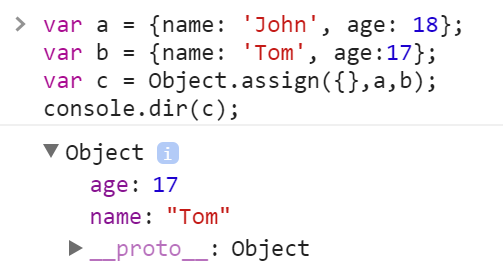 > var a = {name: 'John', age: 18};
var b = {name: 'Tom', age:17};
var c = Object.assign({},a,b);
console.dir(c);
▼ Object i
age: 17
name: "Tom"
▶ __proto__: Object